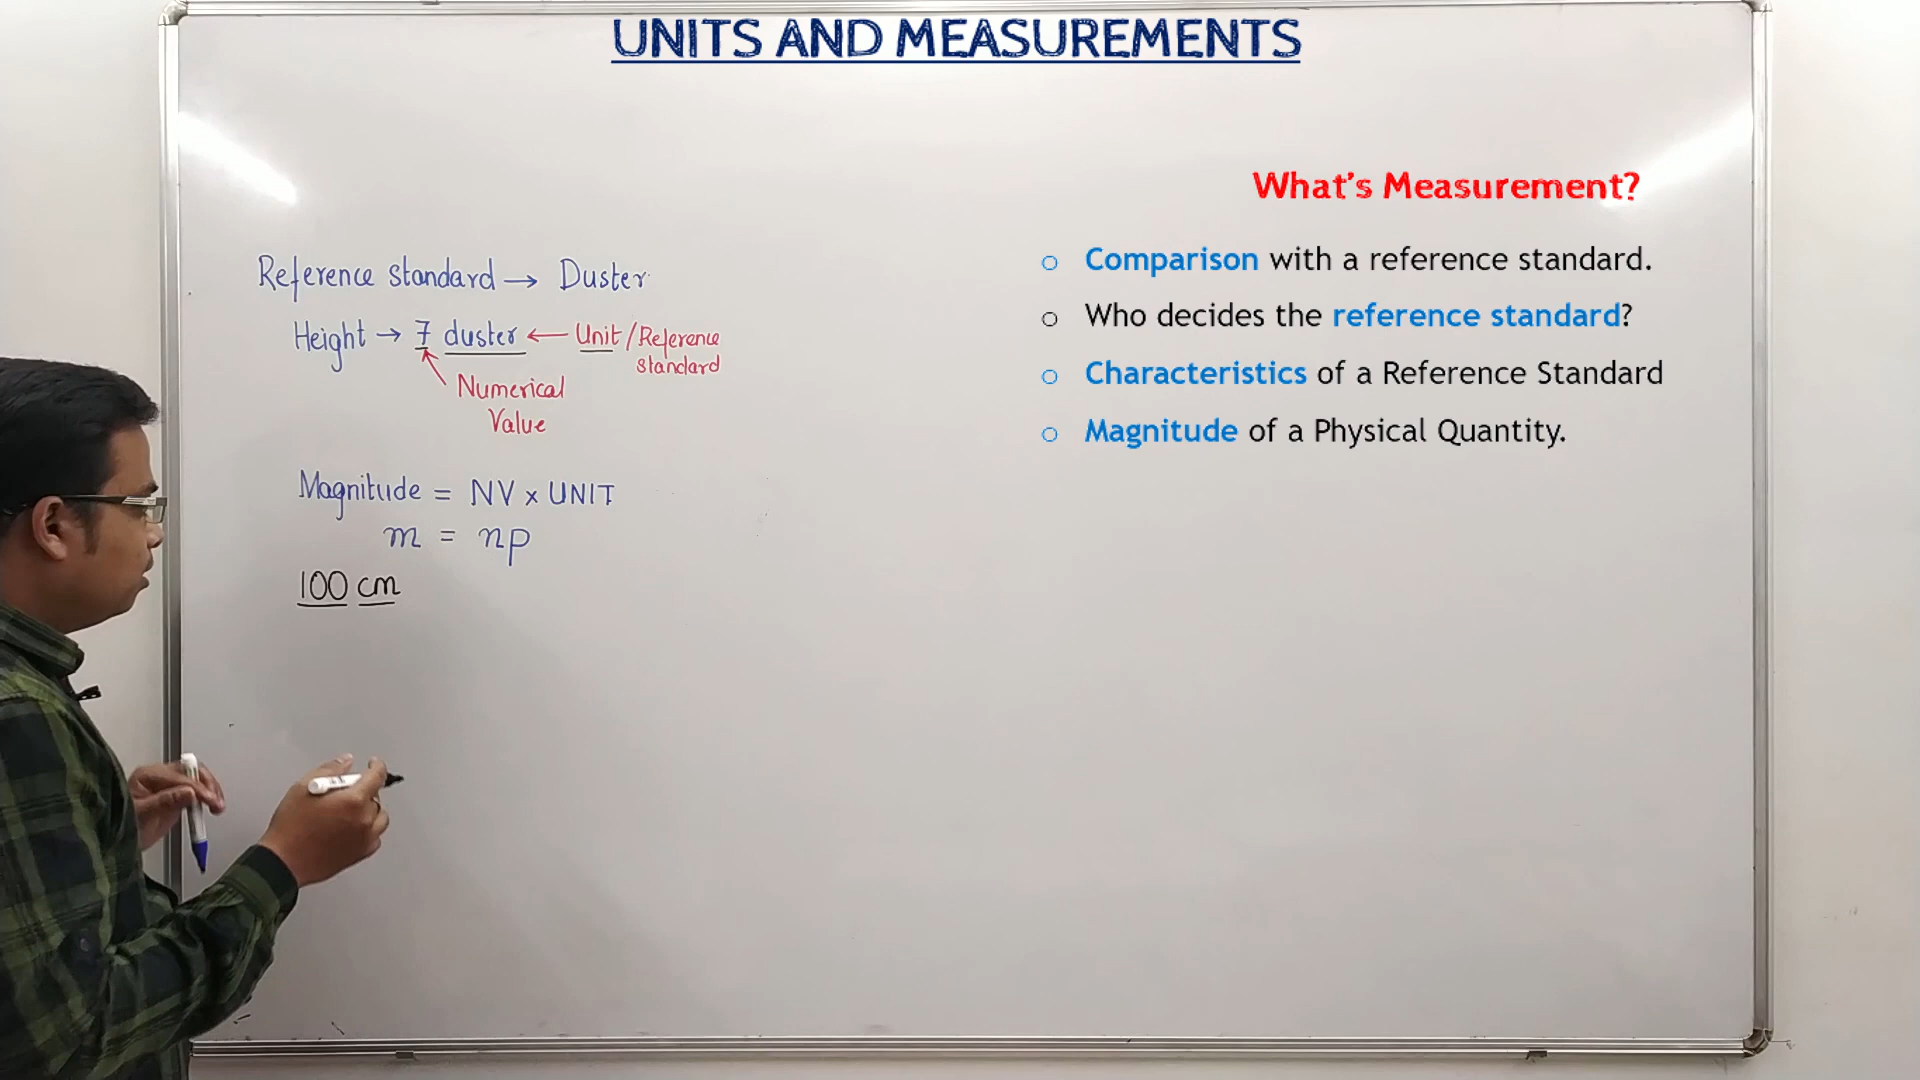 UNITS AND MEASUREMENTS
Reference standard → Duster
Height → 7 duster ← Unit/Reference standard
Numerical
Value
Magnitude = NV x UNIT
m = np
100 cm
What's Measurement?
Comparison with a reference standard.
Who decides the reference standard?
Characteristics of a Reference Standard
Magnitude of a Physical Quantity.